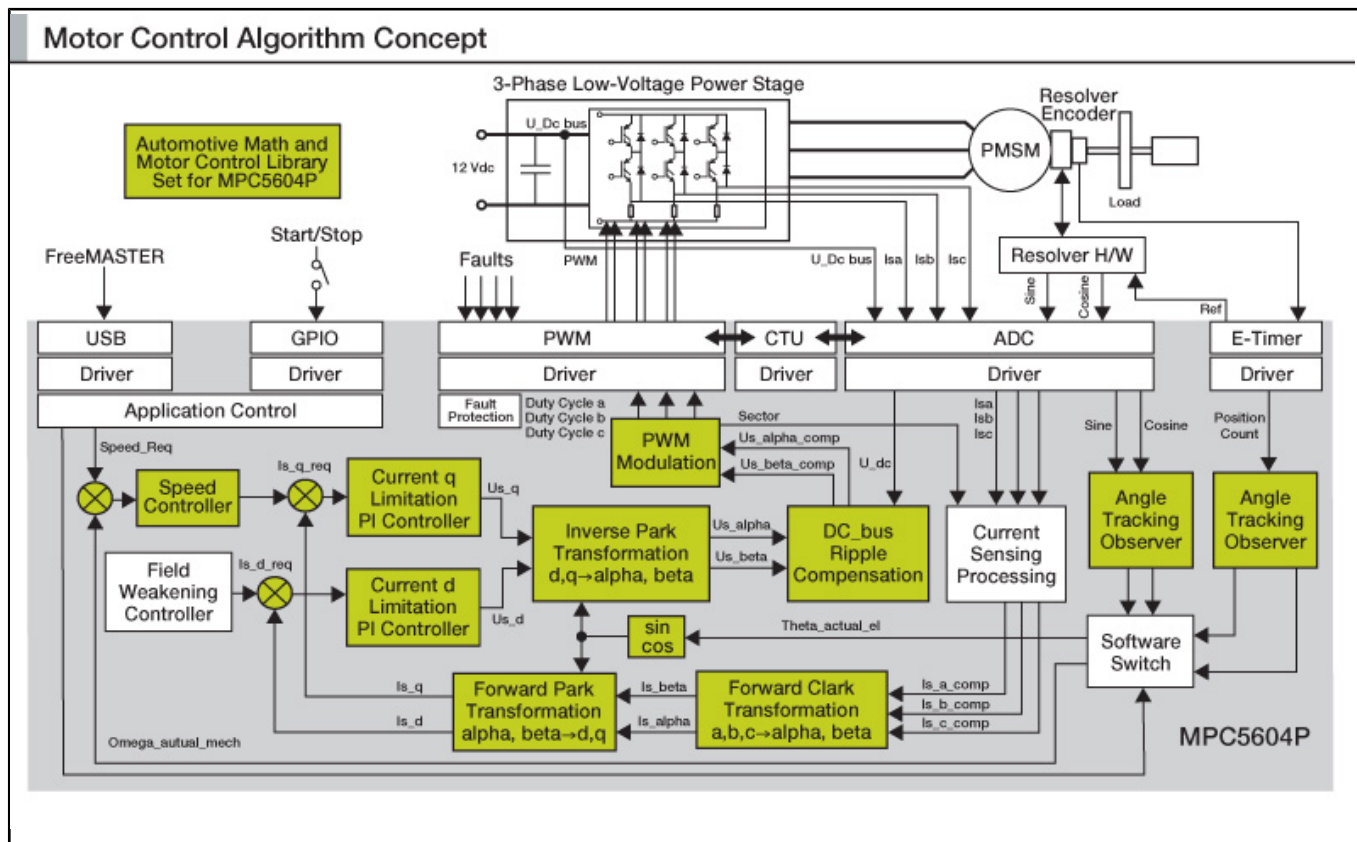 Motor Control Algorithm Concept
3-Phase Low-Voltage Power Stage
Resolver
Encoder
U_Dc bus
12 Vdc
PMSM
Load
Automotive Math and
Motor Control Library
Set for MPC5604P
Start/Stop
FreeMASTER
Faults
PWM
U_Dc bus
Isa
Isb
Isc
Resolver H/W
Sine
Cosine
Ref
USB
GPIO
PWM
CTU
ADC
E-Timer
Driver
Driver
Driver
Driver
Driver
Driver
Application Control
Fault
Protection
Duty Cycle a
Duty Cycle b
Duty Cycle c
Sector
Isa
Isb
Isc
Sine
Cosine
Position
Count
Speed_Req
PWM
Modulation
Us_alpha_comp
Us_beta_comp
U_dc
Is_q_req
Speed
Controller
Current q
Limitation
PI Controller
Us_q
Inverse Park
Transformation
d,q→alpha, beta
Us_alpha
Us_beta
DC_bus
Ripple
Compensation
Current
Sensing
Processing
Angle
Tracking
Observer
Angle
Tracking
Observer
Is_d_req
Field
Weakening
Controller
Current d
Limitation
PI Controller
Us_d
sin
cos
Theta_actual_el
Software
Switch
Is_q
Is_d
Forward Park
Transformation
alpha, beta→d,q
Is_beta
Is_alpha
Forward Clark
Transformation
a,b,c→alpha, beta
Is_a_comp
Is_b_comp
Is_c_comp
Omega_autual_mech
MPC5604P